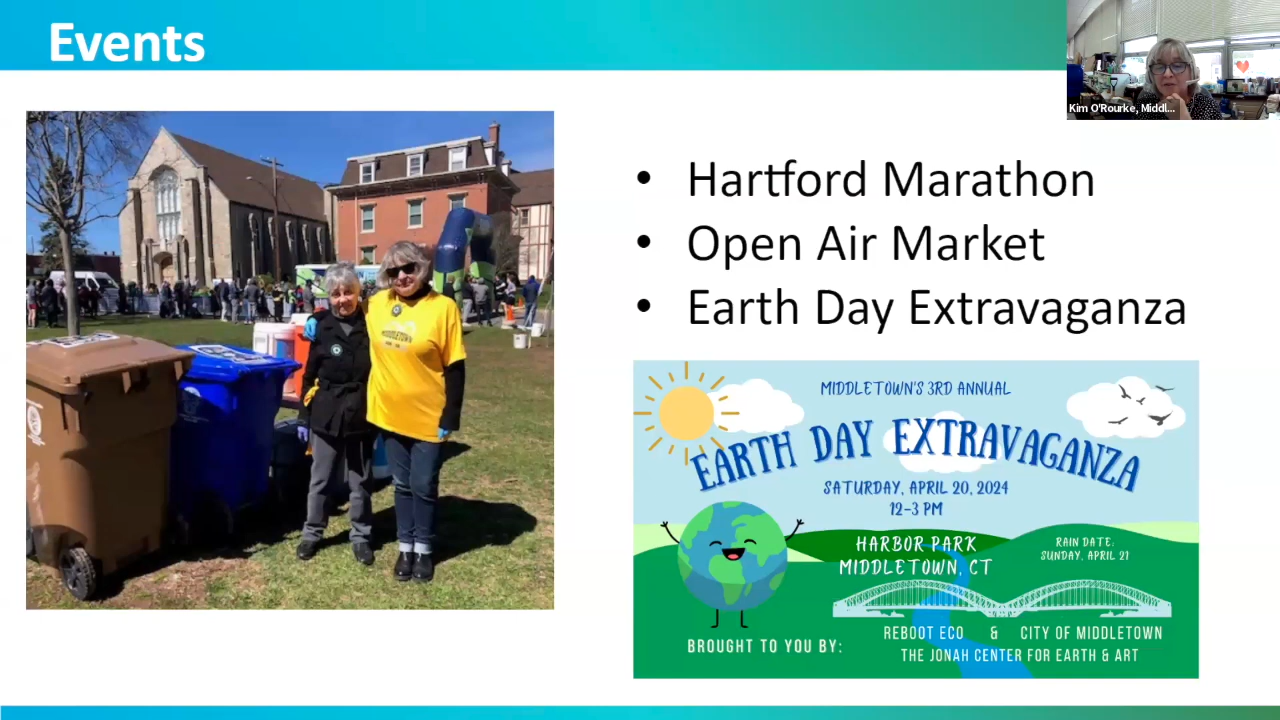 Events
Kim O'Rourke, Middl...
• Hartford Marathon
• Open Air Market
• Earth Day Extravaganza
MIDDLETOWN'S 3RD ANNUAL
EARTH DAY EXTRAVAGANZA
SATURDAY, APRIL 20, 2024
12-3 PM
HARBOR PARK
MIDDLETOWN, CT
RAIN DATE:
SUNDAY, APRIL 21
BROUGHT TO YOU BY:
REBOOT ECO & CITY OF MIDDLETOWN
THE JONAH CENTER FOR EARTH & ART
MIDDLETOWN